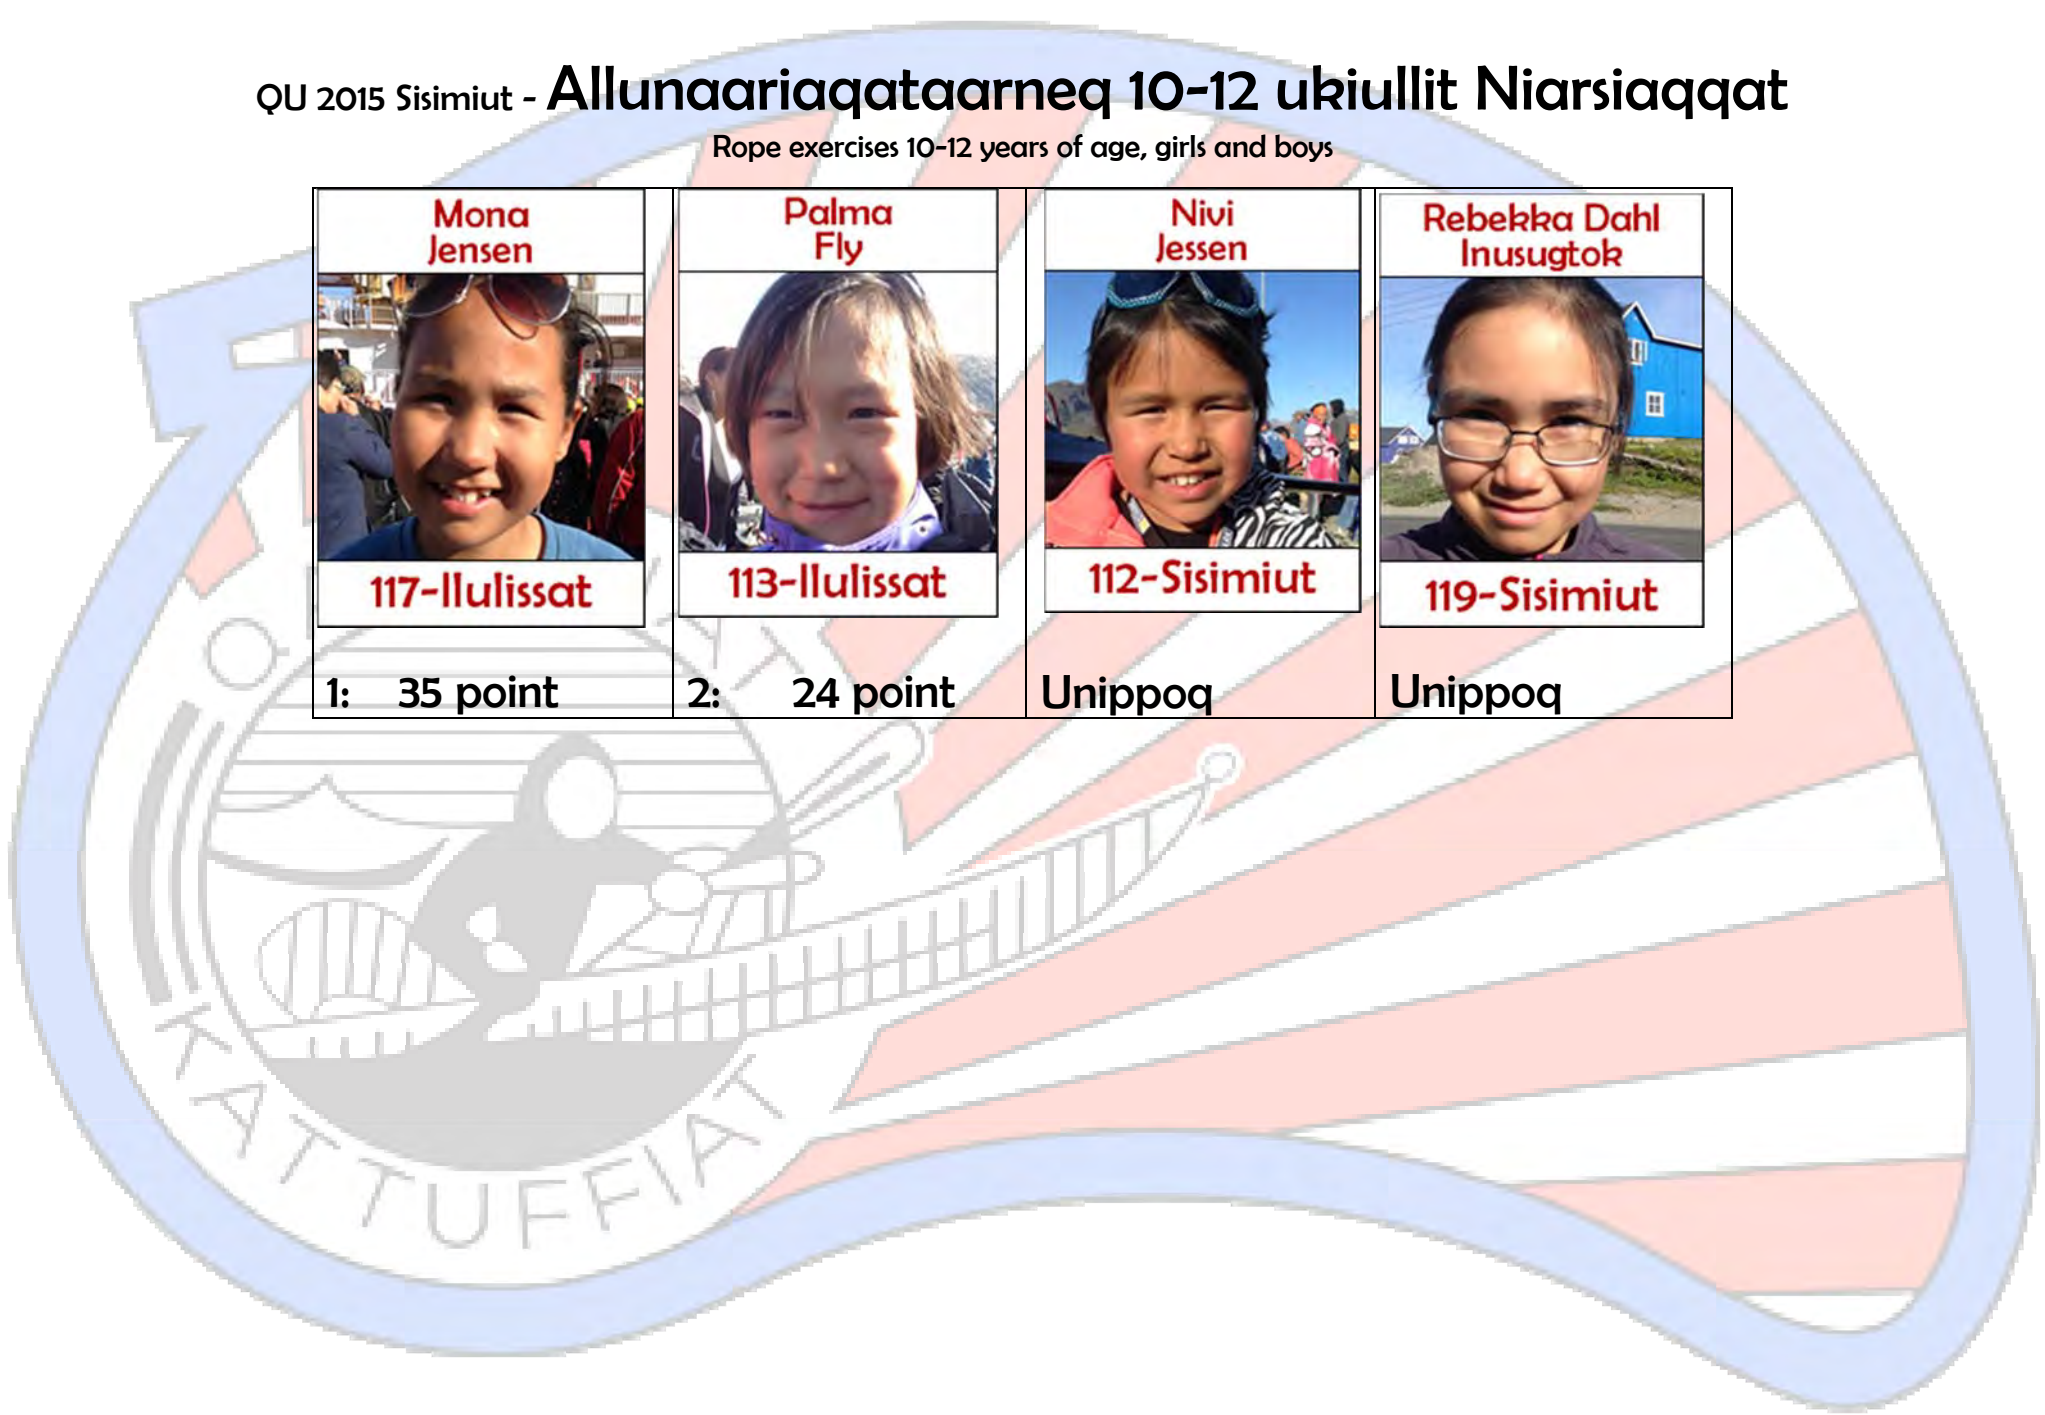 QU 2015 Sisimiut - Allunaariaqataarneq 10-12 ukiullit Niarsiaqqat
Rope exercises 10-12 years of age, girls and boys
Mona
Jensen
117-Ilulissat
1: 35 point
Palma
Fly
113-Ilulissat
2: 24 point
Nivi
Jessen
112-Sisimiut
Unippoq
Rebekka Dahl
Inusugtok
119-Sisimiut
Unippoq
KATTUFFIAT